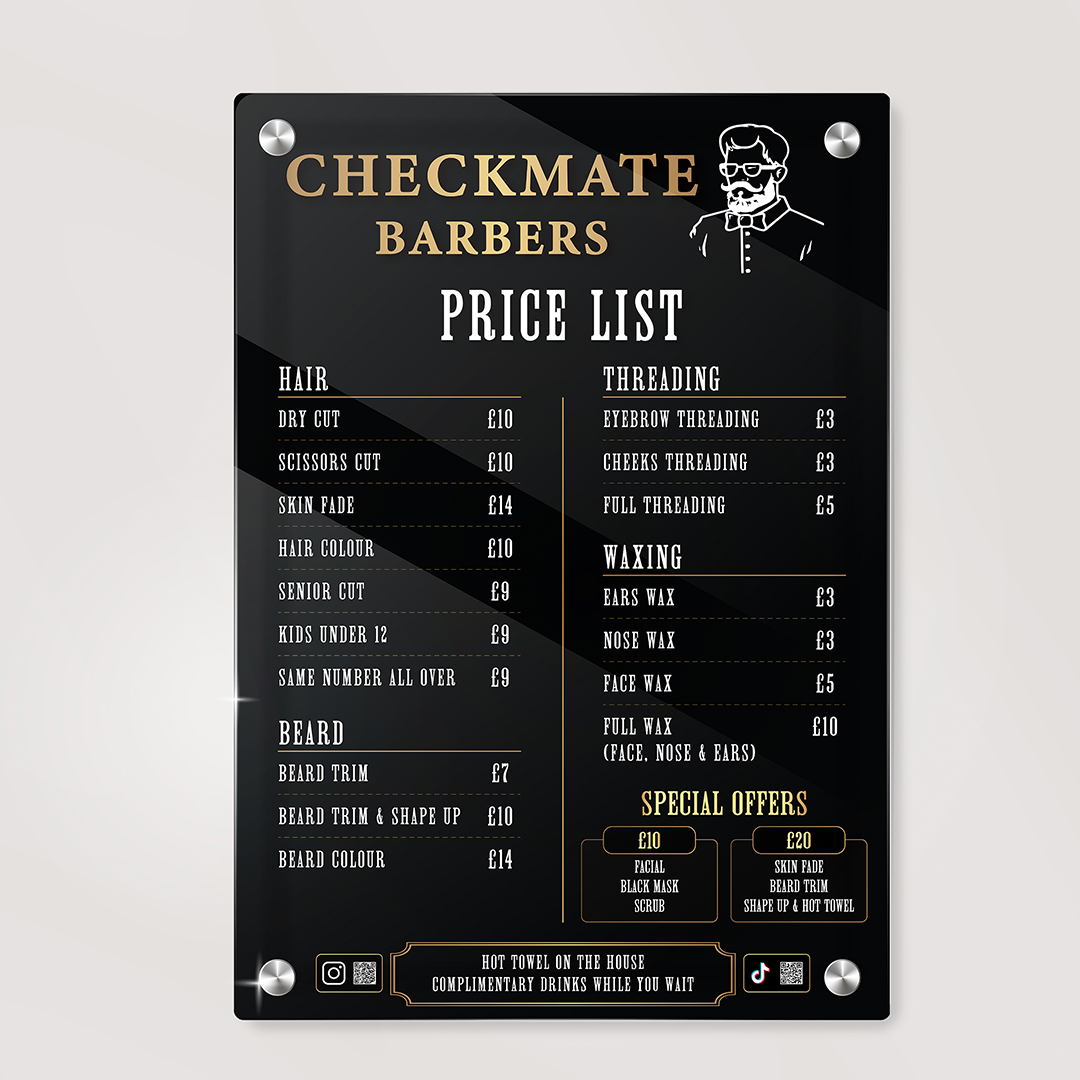 CHECKMATE
BARBERS
PRICE LIST
HAIR
DRY CUT £10
SCISSORS CUT £10
SKIN FADE £14
HAIR COLOUR £10
SENIOR CUT £9
KIDS UNDER 12 £9
SAME NUMBER ALL OVER £9
BEARD
BEARD TRIM £7
BEARD TRIM & SHAPE UP £10
BEARD COLOUR £14
THREADING
EYEBROW THREADING £3
CHEEKS THREADING £3
FULL THREADING £5
WAXING
EARS WAX £3
NOSE WAX £3
FACE WAX £5
FULL WAX £10
(FACE, NOSE & EARS)
SPECIAL OFFERS
£10
FACIAL
BLACK MASK
SCRUB
£20
SKIN FADE
BEARD TRIM
SHAPE UP & HOT TOWEL
HOT TOWEL ON THE HOUSE
COMPLIMENTARY DRINKS WHILE YOU WAIT